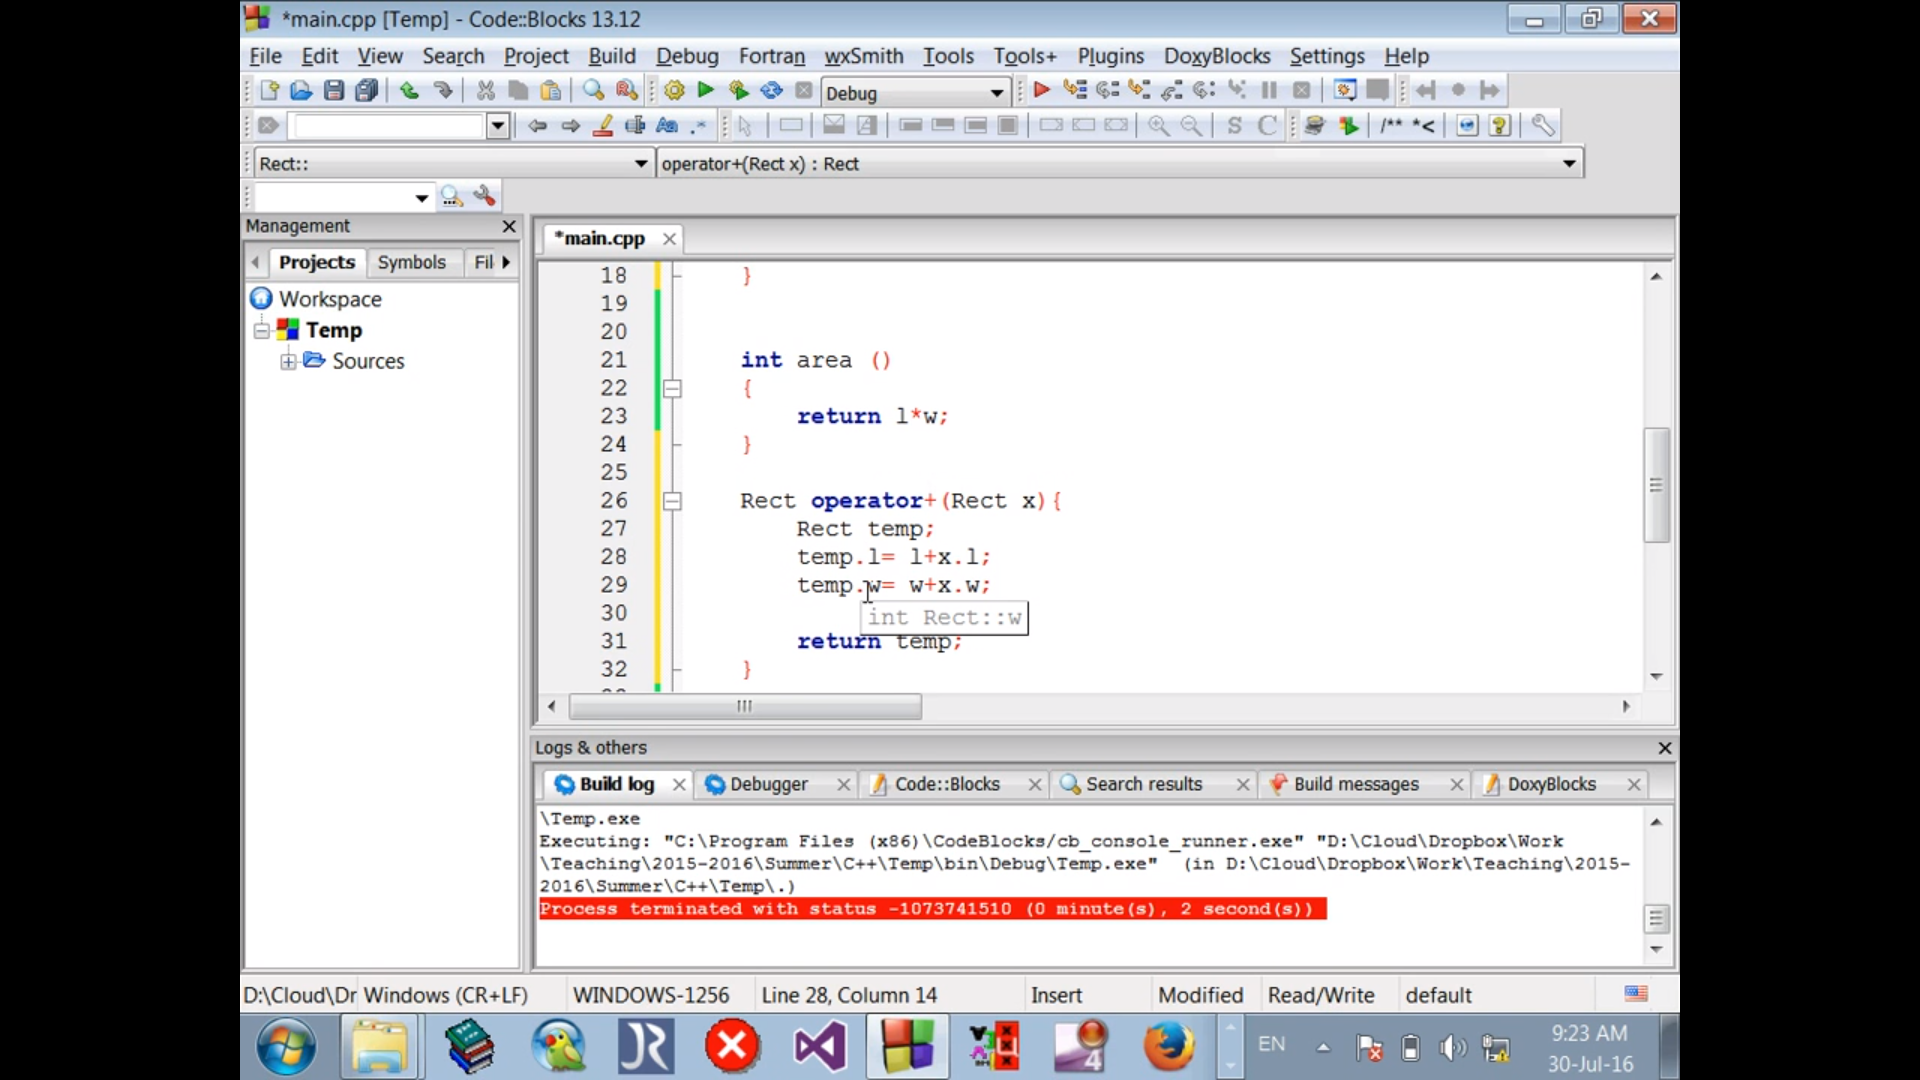 *main.cpp [Temp] - Code::Blocks 13.12
File Edit View Search Project Build Debug Fortran wxSmith Tools Tools+ Plugins DoxyBlocks Settings Help
Debug
/** *<
S C
Rect::
operator+(Rect x) : Rect
Management
Projects Symbols Fil
Workspace
Temp
Sources
*main.cpp
18 }
19
20
21 int area ()
22 {
23 return l*w;
24 }
25
26 Rect operator+(Rect x){
27 Rect temp;
28 temp.l= l+x.l;
29 temp.w= w+x.w;
30
int Rect::w
31 return temp;
32 }
Logs & others
Build log Debugger Code::Blocks Search results Build messages DoxyBlocks
\Temp.exe
Executing: "C:\Program Files (x86)\CodeBlocks/cb_console_runner.exe" "D:\Cloud\Dropbox\Work
\Teaching\2015-2016\Summer\C++\Temp\bin\Debug\Temp.exe" (in D:\Cloud\Dropbox\Work\Teaching\2015-
2016\Summer\C++\Temp\.)
Process terminated with status -1073741510 (0 minute(s), 2 second(s))
D:\Cloud\Dr Windows (CR+LF) WINDOWS-1256 Line 28, Column 14 Insert Modified Read/Write default
EN
9:23 AM
30-Jul-16